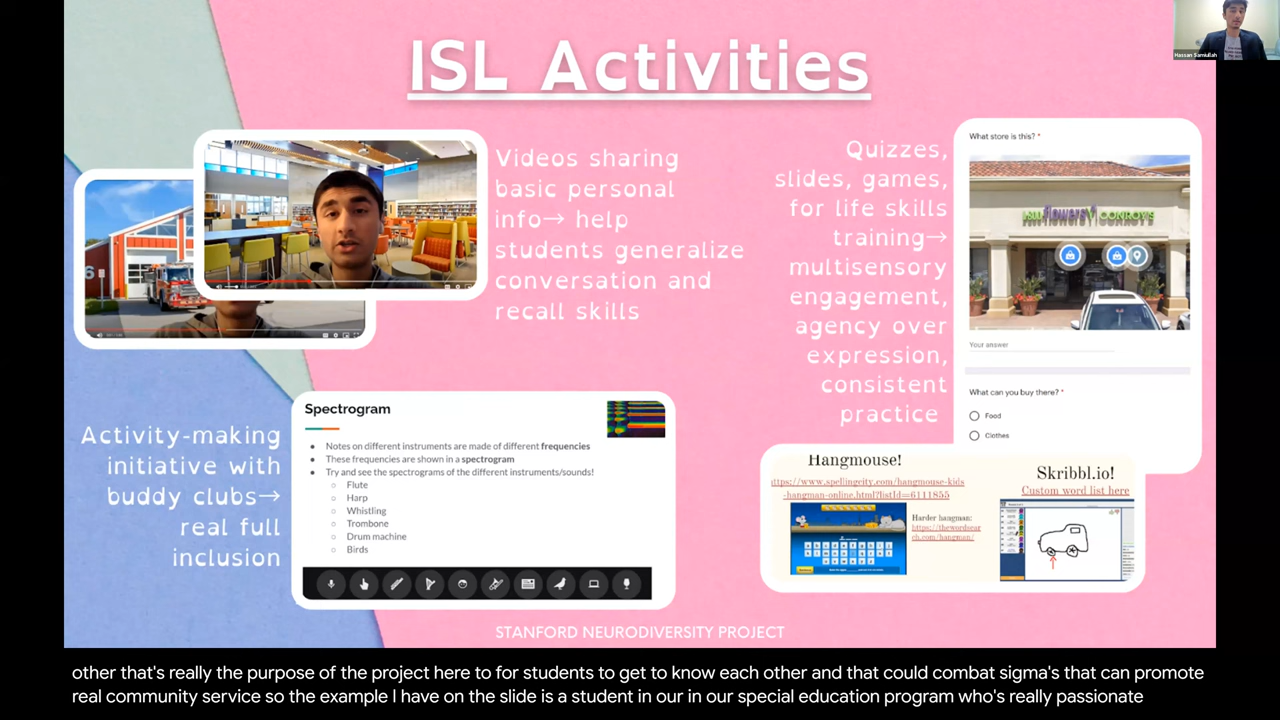 ISL Activities
Hassan Samiullah
Videos sharing
basic personal
info→ help
students generalize
conversation and
recall skills
6
Quizzes,
slides, games,
for life skills
training→
multisensory
engagement,
agency over
expression,
consistent
practice
What store is this? *
flowers CONROY'S
Your answer
What can you buy there? *
Food
Clothes
Activity-making
initiative with
buddy clubs→
real full
inclusion
Spectrogram
● Notes on different instruments are made of different frequencies
● These frequencies are shown in a spectrogram
● Try and see the spectrograms of the different instruments/sounds!
○ Flute
○ Harp
○ Whistling
○ Trombone
○ Drum machine
○ Birds
Hangmouse!
ttps://www.spellingcity.com/hangmouse-kids
-hangman-online.html?listId=6111855
Harder hangman:
https://thewordsear
ch.com/hangman/
Skribbl.io!
Custom word list here
STANFORD NEURODIVERSITY PROJECT
other that's really the purpose of the project here to for students to get to know each other and that could combat sigma's that can promote
real community service so the example I have on the slide is a student in our in our special education program who's really passionate